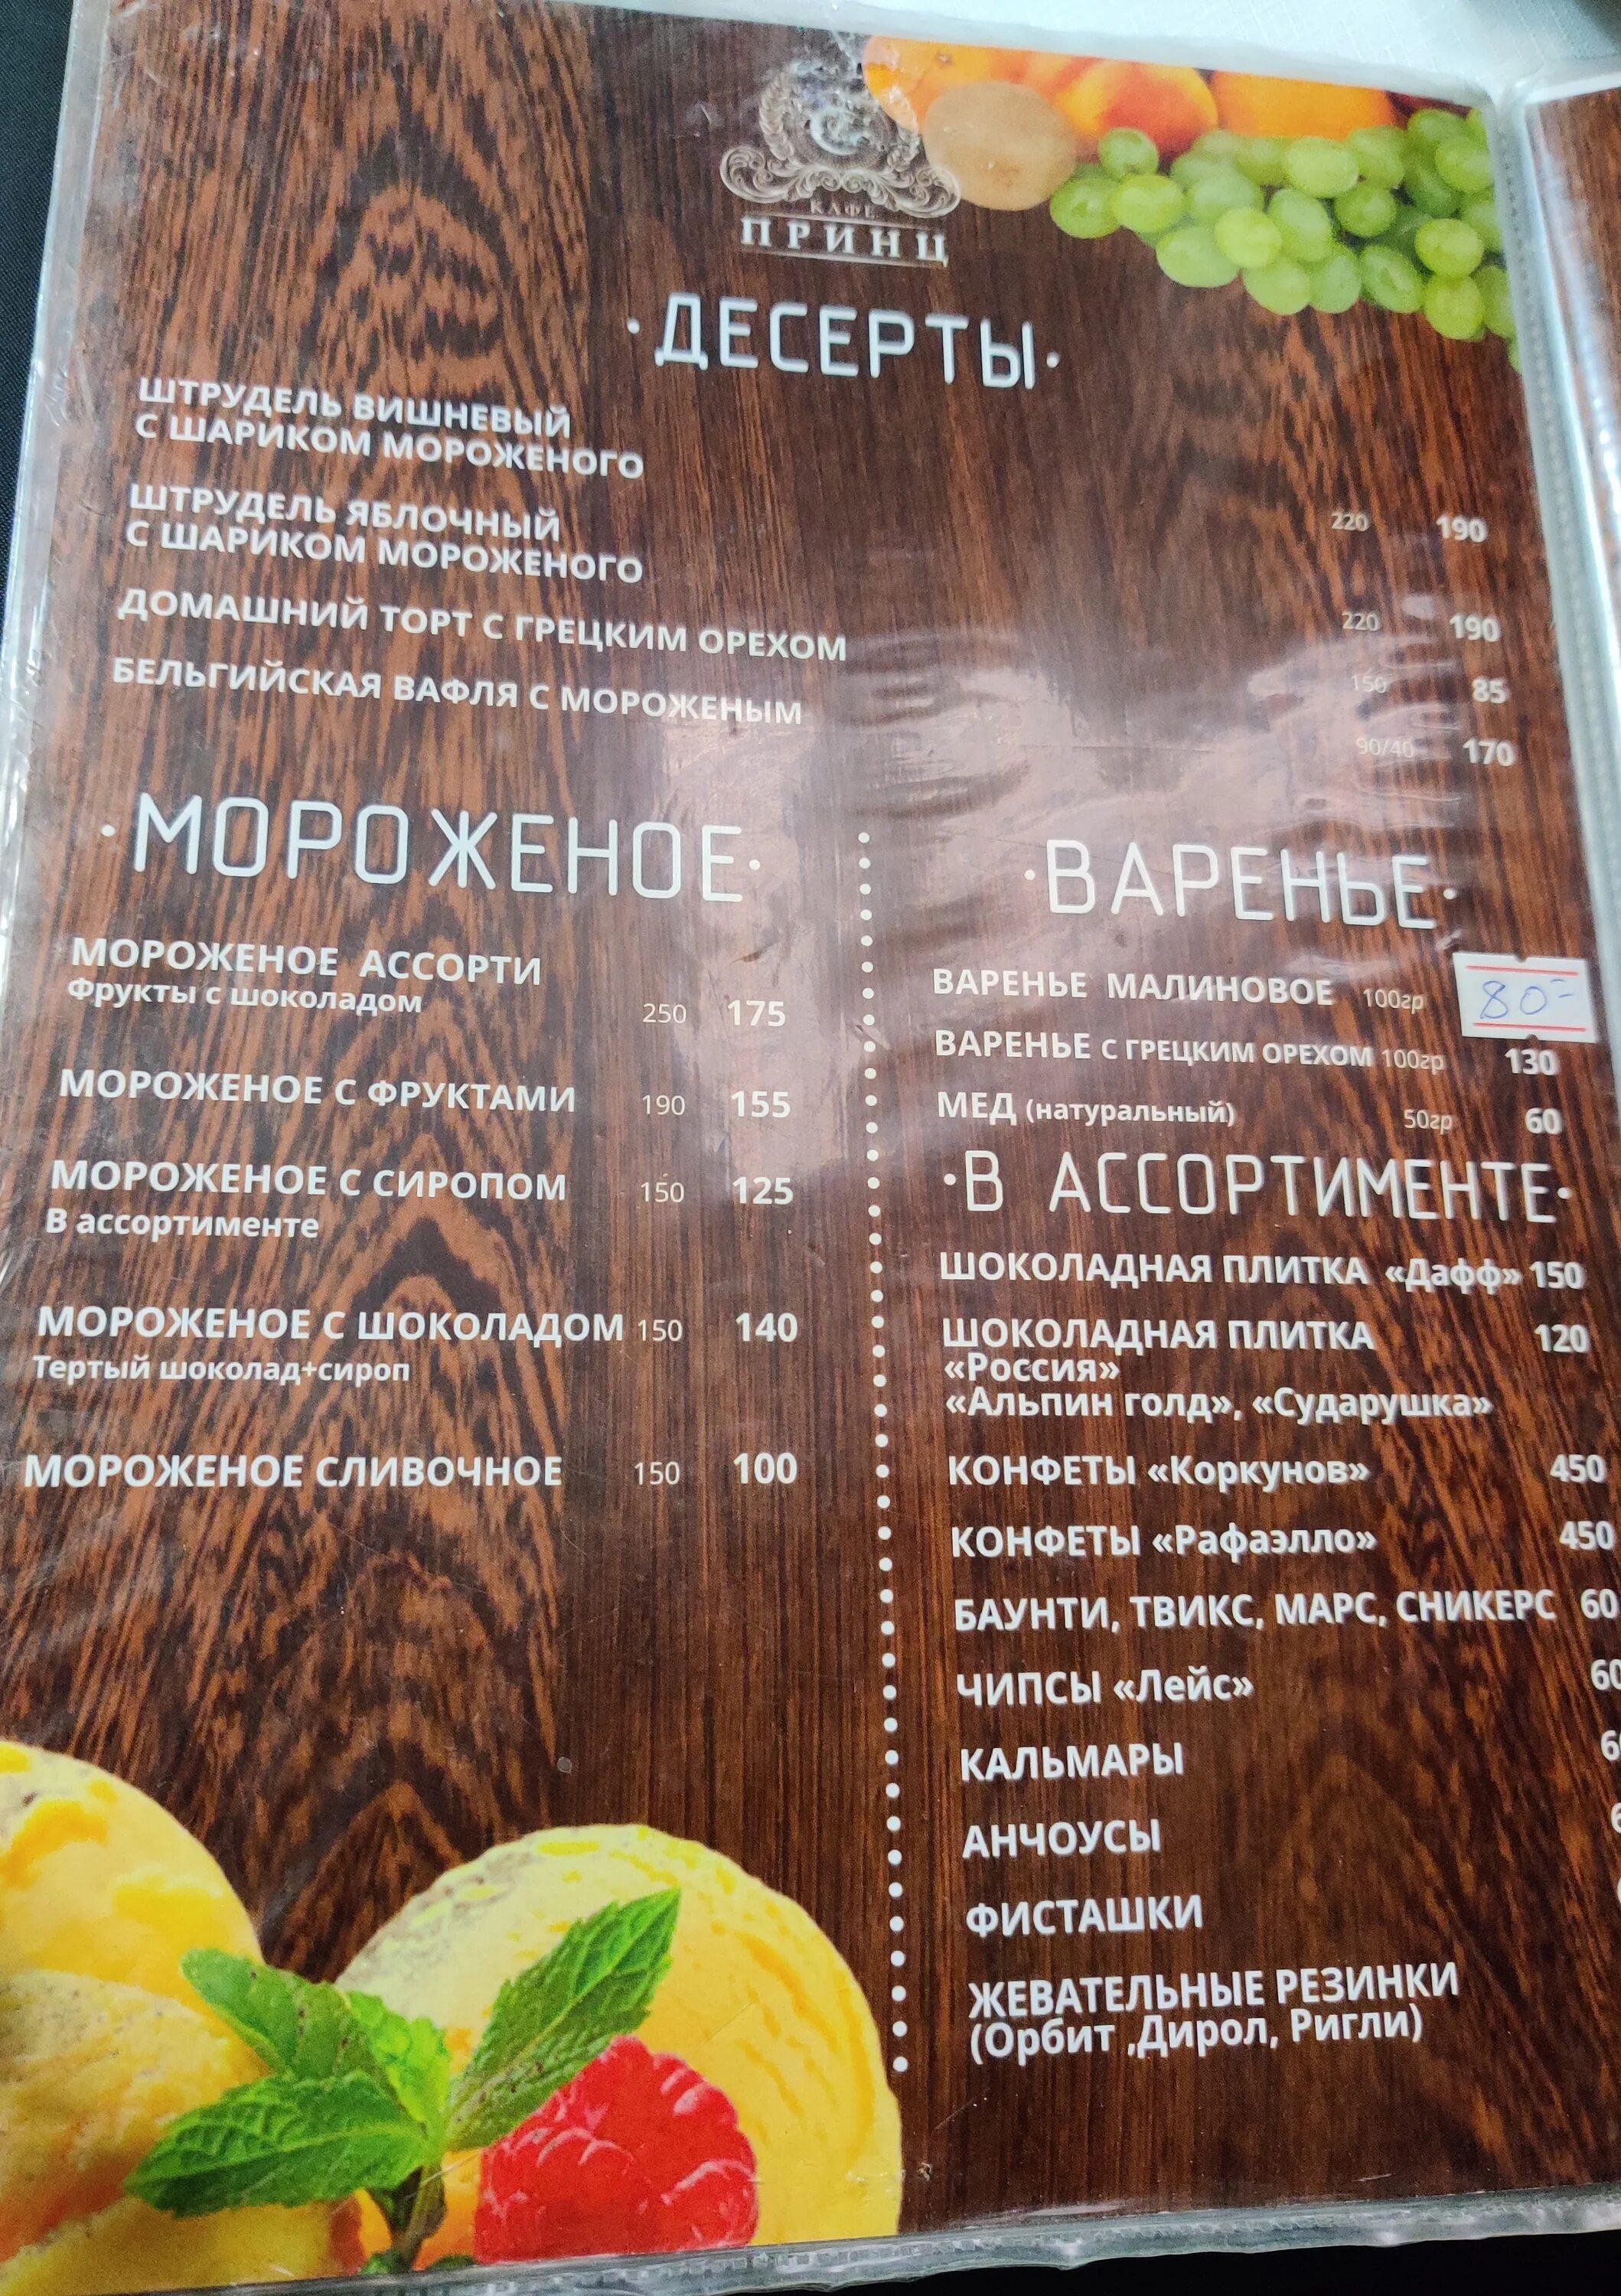 КАФЕ
ПРИНЦ
·ДЕСЕРТЫ·
ШТРУДЕЛЬ ВИШНЕВЫЙ
С ШАРИКОМ МОРОЖЕНОГО 220 190
ШТРУДЕЛЬ ЯБЛОЧНЫЙ
С ШАРИКОМ МОРОЖЕНОГО 220 190
ДОМАШНИЙ ТОРТ С ГРЕЦКИМ ОРЕХОМ 150 85
БЕЛЬГИЙСКАЯ ВАФЛЯ С МОРОЖЕНЫМ 90/40 170
·МОРОЖЕНОЕ·
МОРОЖЕНОЕ АССОРТИ
Фрукты с шоколадом 250 175
МОРОЖЕНОЕ С ФРУКТАМИ 190 155
МОРОЖЕНОЕ С СИРОПОМ 150 125
В ассортименте
МОРОЖЕНОЕ С ШОКОЛАДОМ 150 140
Тертый шоколад+сироп
МОРОЖЕНОЕ СЛИВОЧНОЕ 150 100
·ВАРЕНЬЕ·
ВАРЕНЬЕ МАЛИНОВОЕ 100гр 80=
ВАРЕНЬЕ С ГРЕЦКИМ ОРЕХОМ 100гр 130
МЕД (натуральный) 50гр 60
·В АССОРТИМЕНТЕ·
ШОКОЛАДНАЯ ПЛИТКА «Дафф» 150
ШОКОЛАДНАЯ ПЛИТКА 120
«Россия»
«Альпин голд», «Сударушка»
КОНФЕТЫ «Коркунов» 450
КОНФЕТЫ «Рафаэлло» 450
БАУНТИ, ТВИКС, МАРС, СНИКЕРС 60
ЧИПСЫ «Лейс» 60
КАЛЬМАРЫ
АНЧОУСЫ
ФИСТАШКИ
ЖЕВАТЕЛЬНЫЕ РЕЗИНКИ
(Орбит ,Дирол, Ригли)